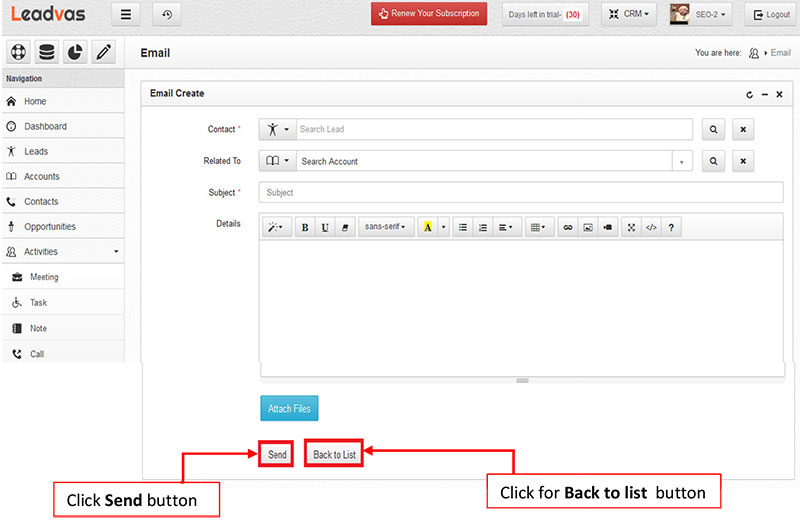 Leadvas
Renew Your Subscription
Days left in trial- (30)
CRM
SEO-2
Logout
Email
You are here: Email
Navigation
Home
Dashboard
Leads
Accounts
Contacts
Opportunities
Activities
Meeting
Task
Note
Call
Email Create
Contact *
Search Lead
Related To
Search Account
Subject *
Subject
Details
B U sans-serif A </> ?
Attach Files
Send Back to List
Click Send button
Click for Back to list button